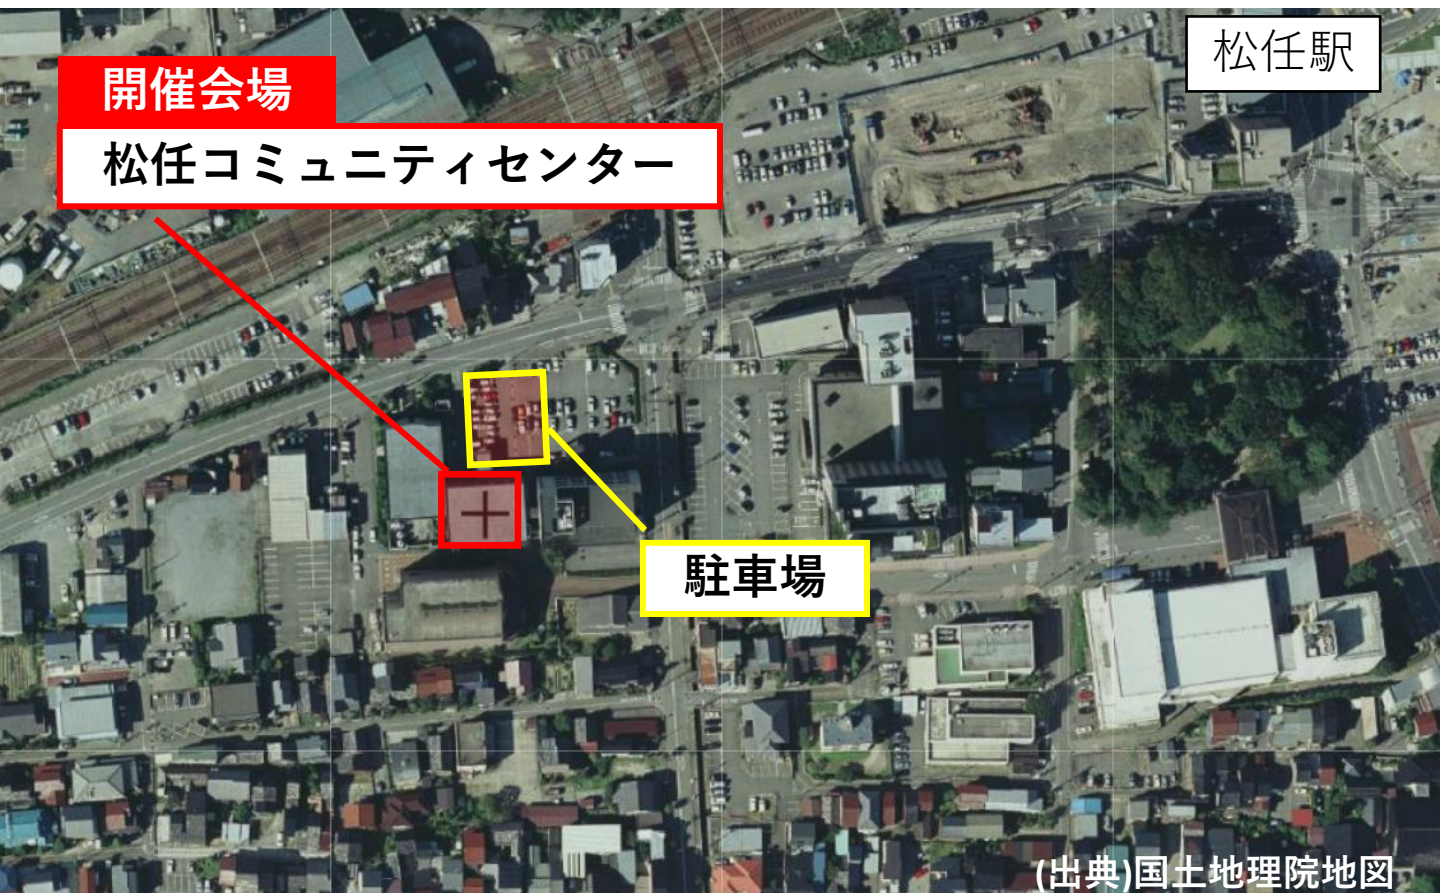 松任駅
開催会場
松任コミュニティセンター
駐車場
(出典)国土地理院地図